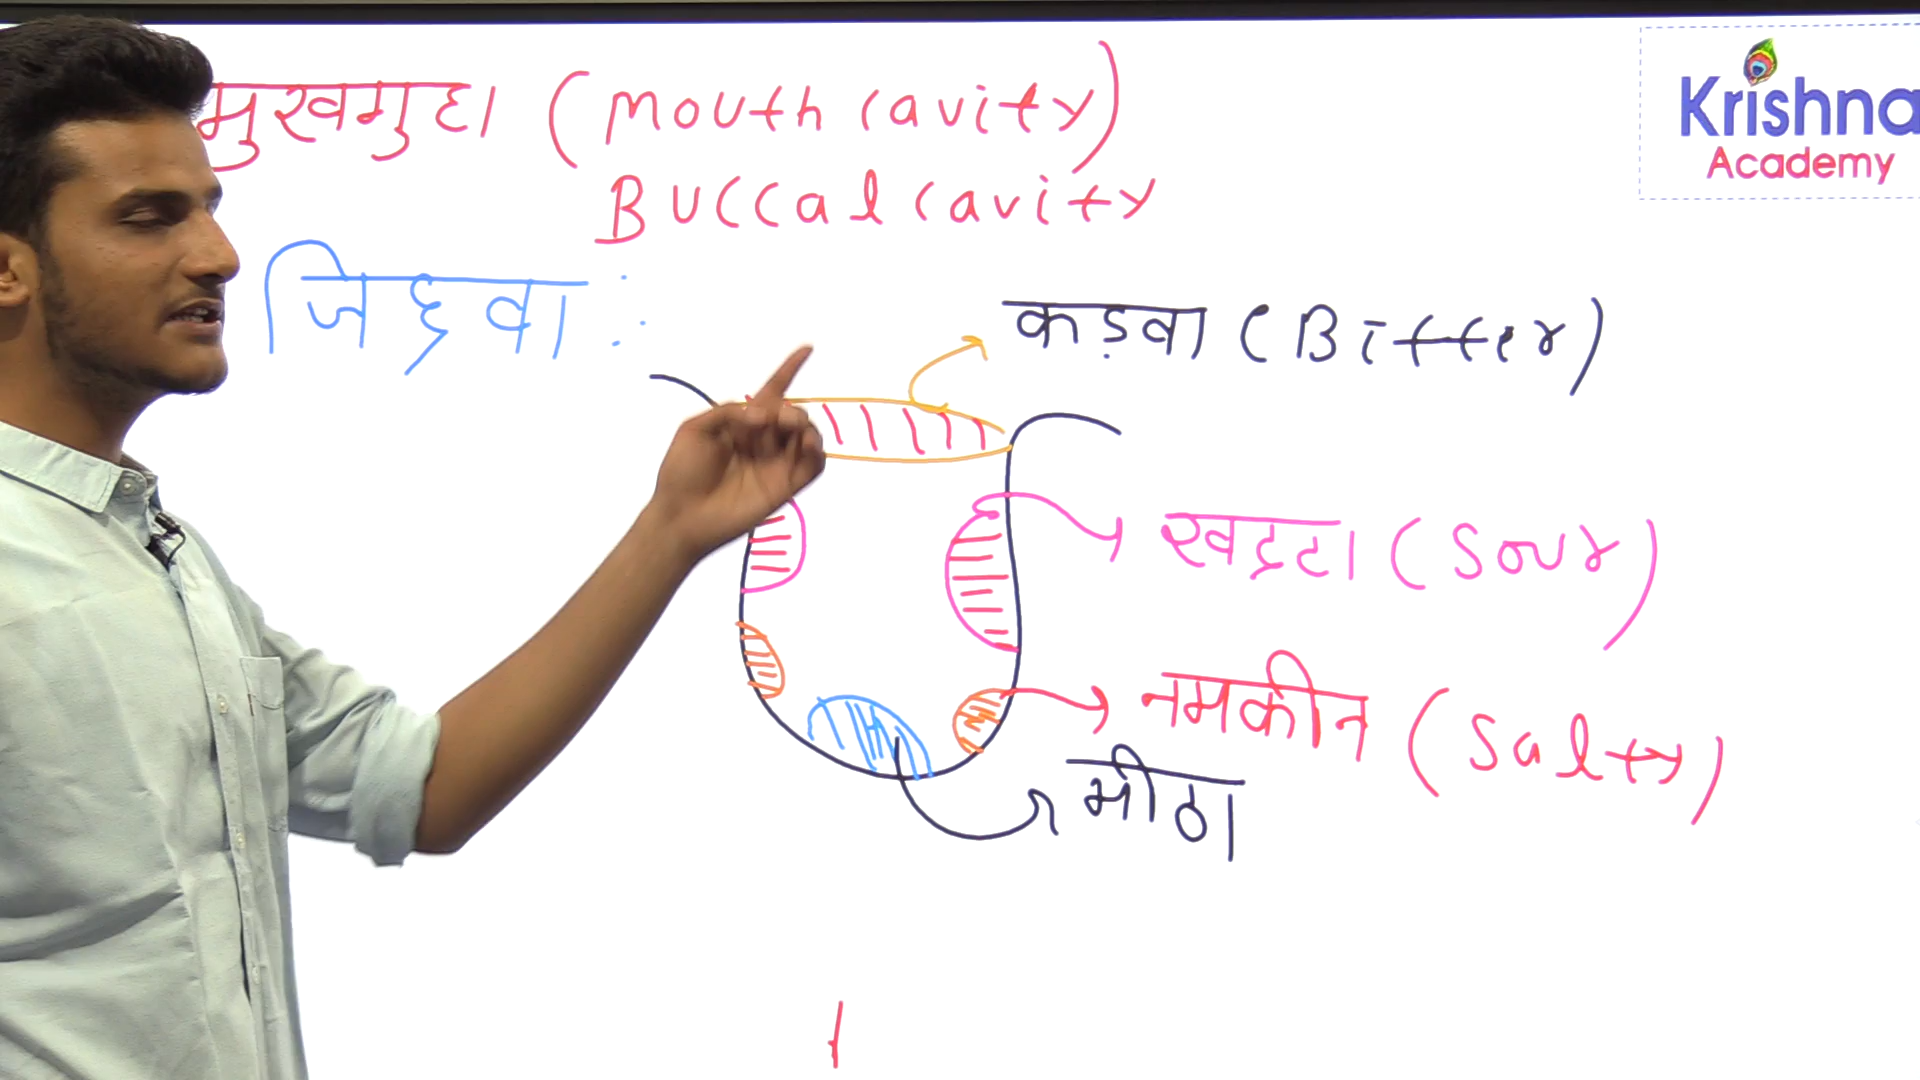 मुखगुहा (Mouth cavity)
Buccal cavity
Krishna
Academy
जिह्वा :
कड़वा (Bitter)
खट्टा (Sour)
नमकीन (Salty)
मीठा